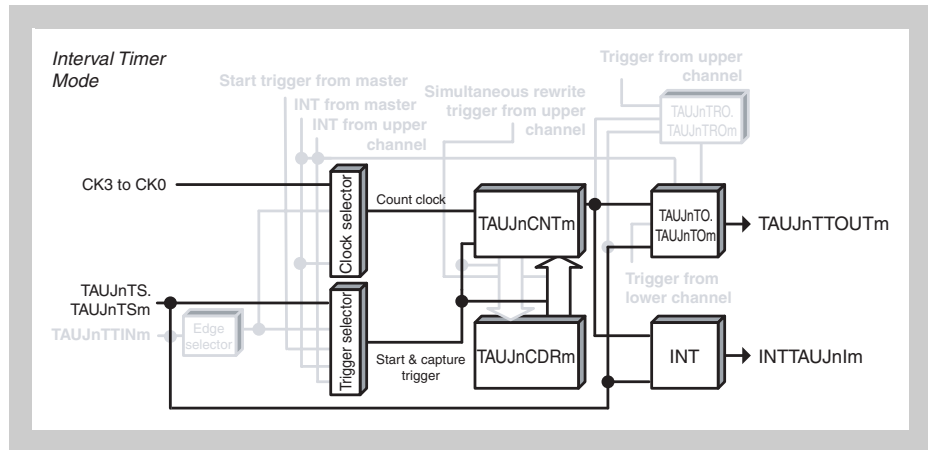 Interval Timer
Mode
Start trigger from master
INT from master
INT from upper
channel
Simultaneous rewrite
trigger from upper
channel
Trigger from upper
channel
TAUJnTRO.
TAUJnTROm
CK3 to CK0
Clock selector
Count clock
TAUJnCNTm
TAUJnTO.
TAUJnTOm
TAUJnTTOUTm
Trigger from
lower channel
TAUJnTS.
TAUJnTSm
TAUJnTTINm
Edge
selector
Trigger selector
Start & capture
trigger
TAUJnCDRm
INT
INTTAUJnIm